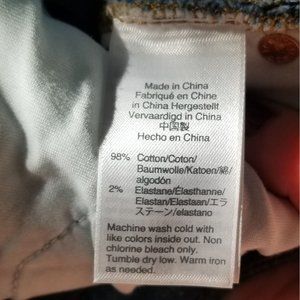 Made in China
Fabriqué en Chine
in China Hergestellt
Vervaardigd in China
中国製
Hecho en China
98% Cotton/Coton/
Baumwolle/Katoen/綿/
algodón
2% Elastane/Élasthanne/
Elastan/Elastaan/エラ
ステーン/elastano
Machine wash cold with
like colors inside out. Non
chlorine bleach only.
Tumble dry low. Warm iron
as needed.